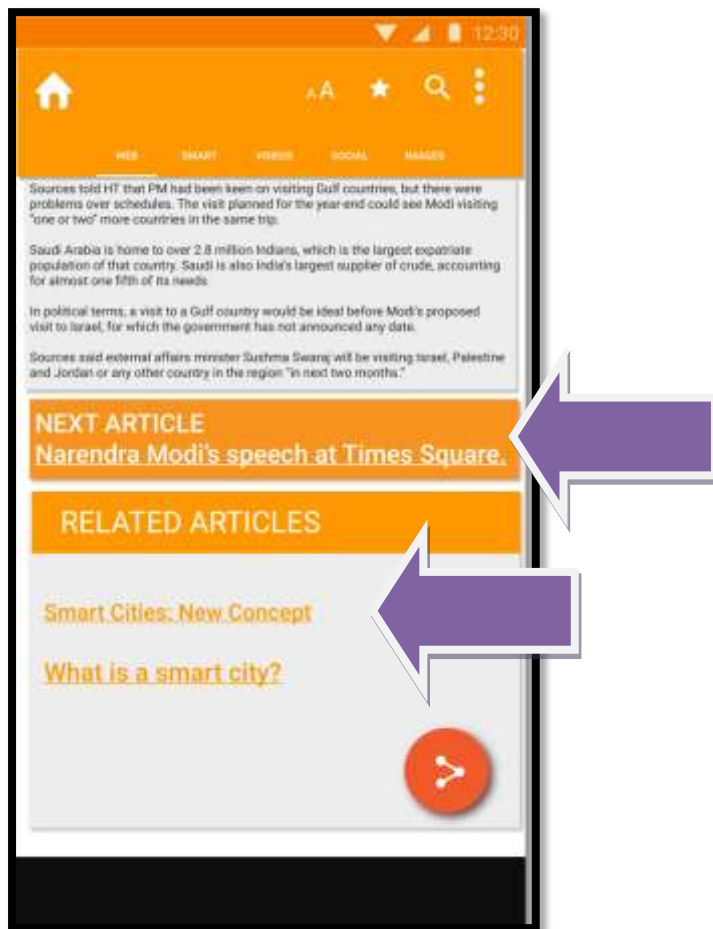 12:30
AA
WEB SMART VIDEOS SOCIAL IMAGES
Sources told HT that PM had been keen on visiting Gulf countries, but there were
problems over schedules. The visit planned for the year-end could see Modi visiting
"one or two" more countries in the same trip.
Saudi Arabia is home to over 2.8 million Indians, which is the largest expatriate
population of that country. Saudi is also India's largest supplier of crude, accounting
for almost one fifth of its needs.
In political terms, a visit to a Gulf country would be ideal before Modi's proposed
visit to Israel, for which the government has not announced any date.
Sources said external affairs minister Sushma Swaraj will be visiting Israel, Palestine
and Jordan or any other country in the region "in next two months."
NEXT ARTICLE
Narendra Modi's speech at Times Square.
RELATED ARTICLES
Smart Cities: New Concept
What is a smart city?